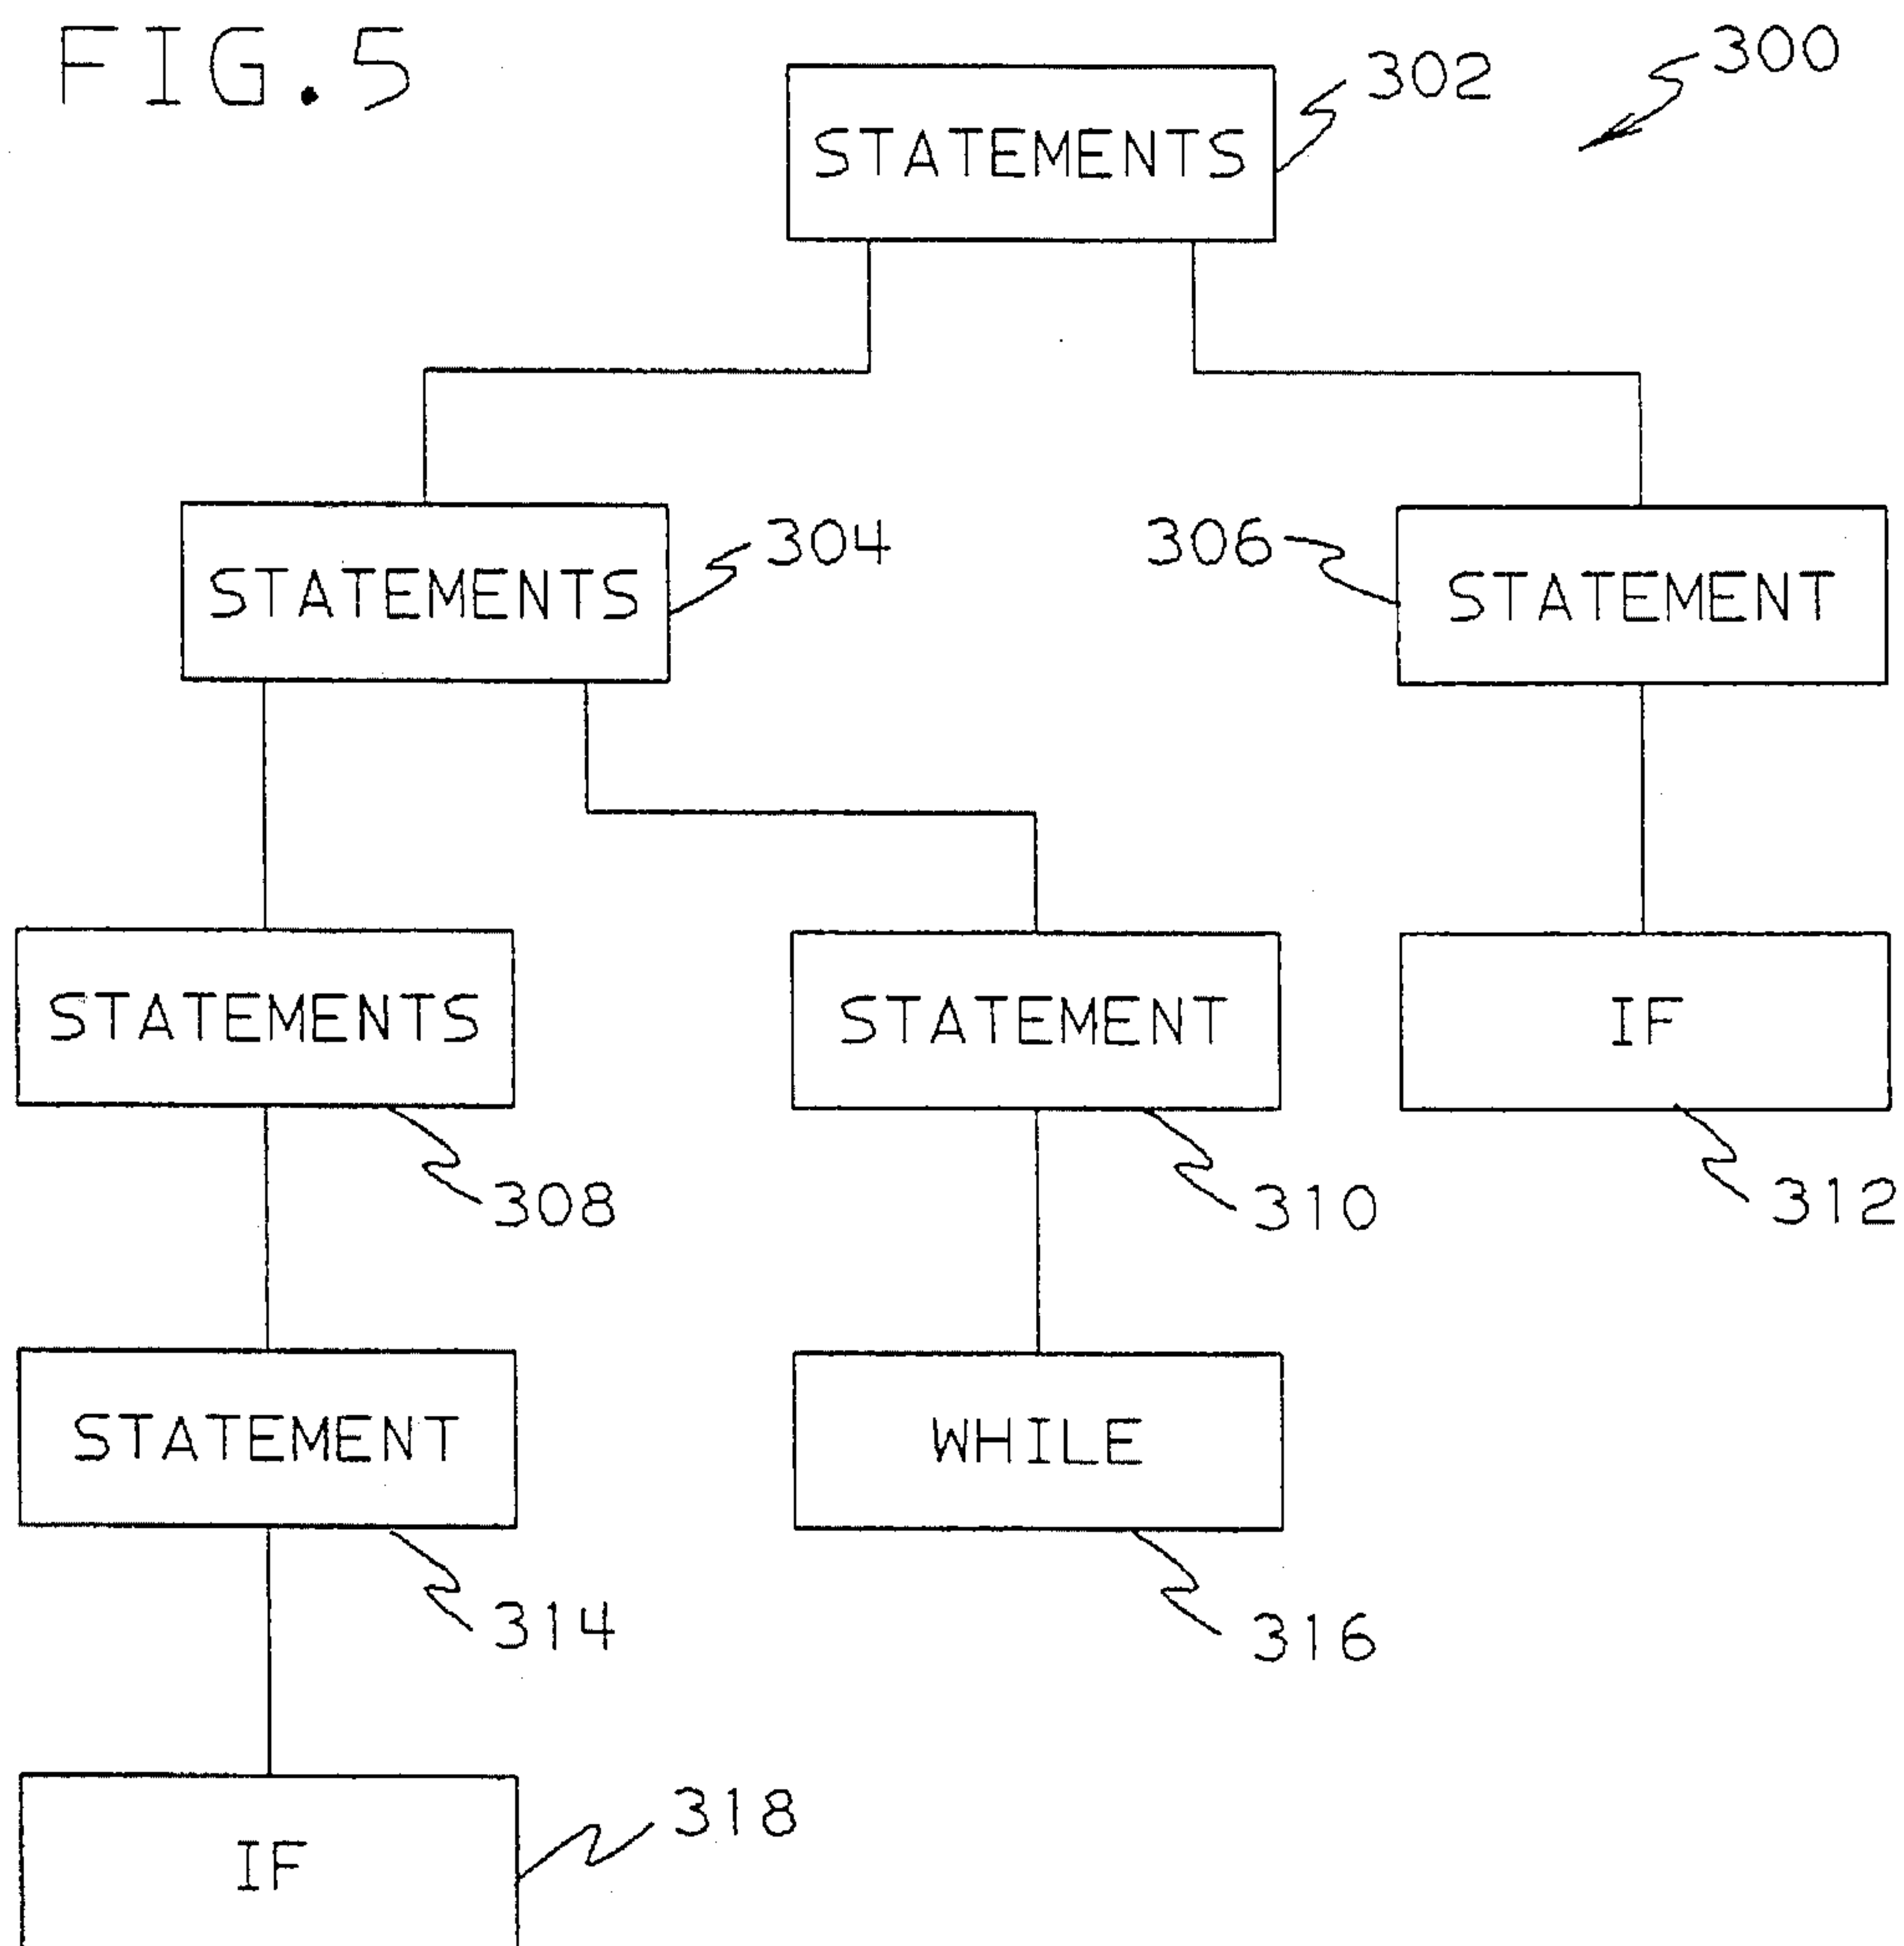 FIG.5
300
302
STATEMENTS
304
STATEMENTS
306
STATEMENT
STATEMENTS
308
STATEMENT
310
IF
312
STATEMENT
314
WHILE
316
IF
318